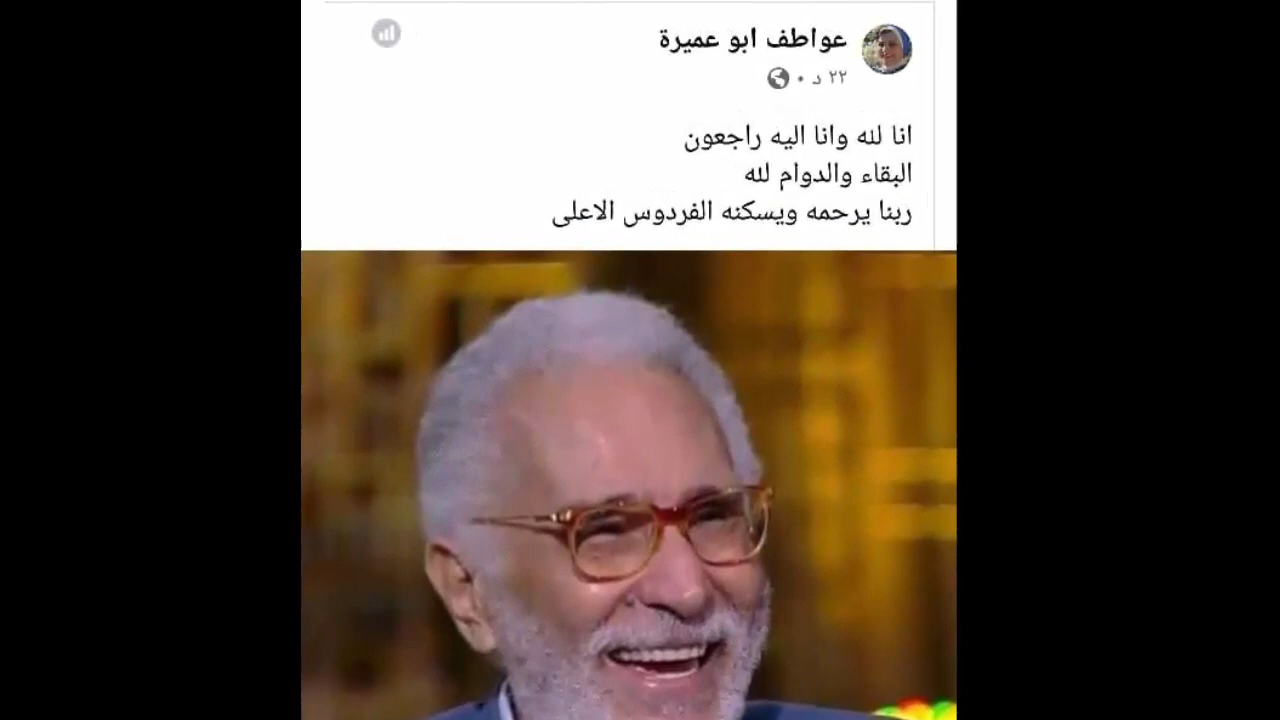 عواطف ابو عميرة
٢٢ د
انا لله وانا اليه راجعون
البقاء والدوام لله
ربنا يرحمه ويسكنه الفردوس الاعلى